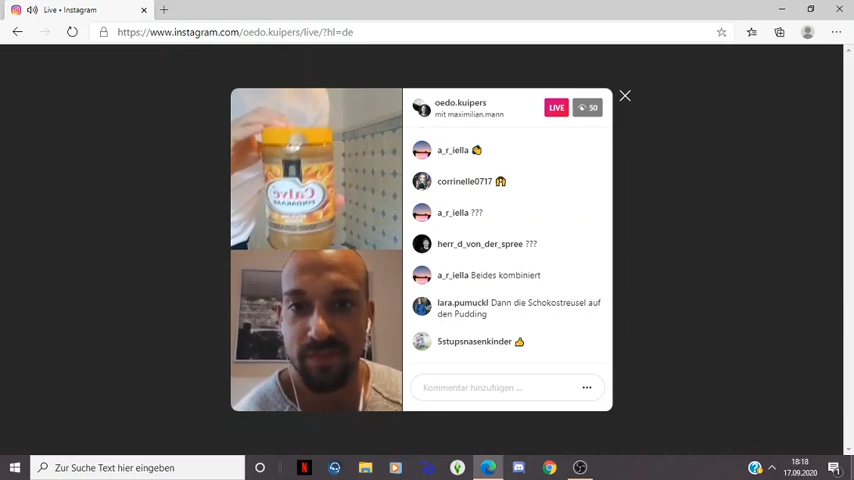 Live • Instagram
https://www.instagram.com/oedo.kuipers/live/?hl=de
oedo.kuipers
mit maximilian.mann
LIVE
50
a_r_iella
corrinelle0717
a_r_iella ???
herr_d_von_der_spree ???
a_r_iella Beides kombiniert
lara.pumuckl Dann die Schokostreusel auf
den Pudding
5stupsnasenkinder
Kommentar hinzufügen ...
Calvé
PINDAKAAS
Zur Suche Text hier eingeben
18:18
17.09.2020